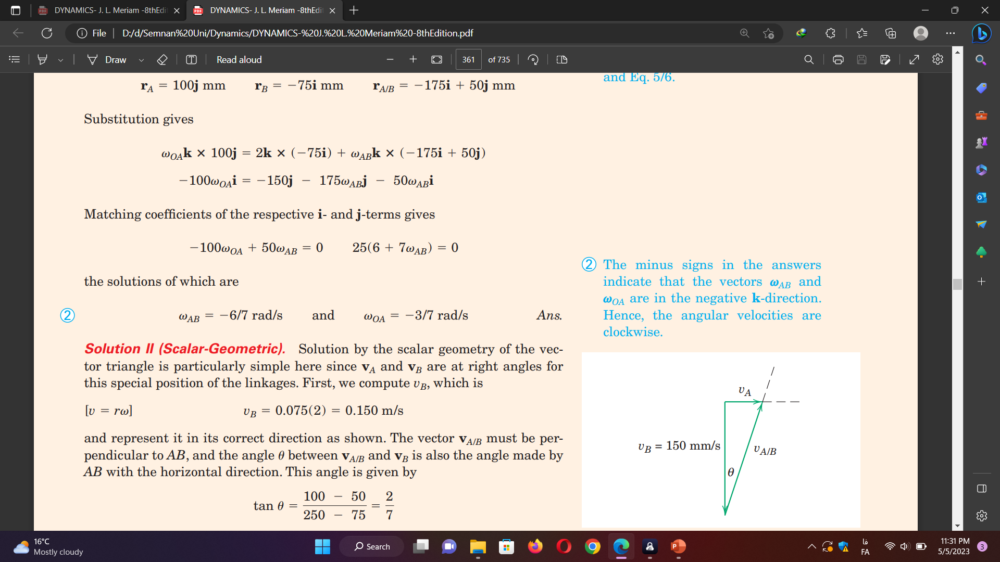 DYNAMICS- J. L. Meriam -8thEdi
DYNAMICS- J. L. Meriam -8thEdit
File
D:/d/Semnan%20Uni/Dynamics/DYNAMICS-%20J.%20L.%20Meriam%20-8thEdition.pdf
Draw
Read aloud
361 of 735
and Eq. 5/6.
r_A = 100j mm r_B = −75i mm r_A/B = −175i + 50j mm
Substitution gives
ω_OA k × 100j = 2k × (−75i) + ω_AB k × (−175i + 50j)
−100ω_OA i = −150j − 175ω_AB j − 50ω_AB i
Matching coefficients of the respective i- and j-terms gives
−100ω_OA + 50ω_AB = 0 25(6 + 7ω_AB) = 0
the solutions of which are
② ω_AB = −6/7 rad/s and ω_OA = −3/7 rad/s Ans.
② The minus signs in the answers
indicate that the vectors ω_AB and
ω_OA are in the negative k-direction.
Hence, the angular velocities are
clockwise.
Solution II (Scalar-Geometric). Solution by the scalar geometry of the vec-
tor triangle is particularly simple here since v_A and v_B are at right angles for
this special position of the linkages. First, we compute v_B, which is
[v = rω] v_B = 0.075(2) = 0.150 m/s
and represent it in its correct direction as shown. The vector v_A/B must be per-
pendicular to AB, and the angle θ between v_A/B and v_B is also the angle made by
AB with the horizontal direction. This angle is given by
tan θ = (100 − 50)/(250 − 75) = 2/7
v_A
v_B = 150 mm/s
v_A/B
θ
16°C
Mostly cloudy
Search
فا
FA
11:31 PM
5/5/2023
3